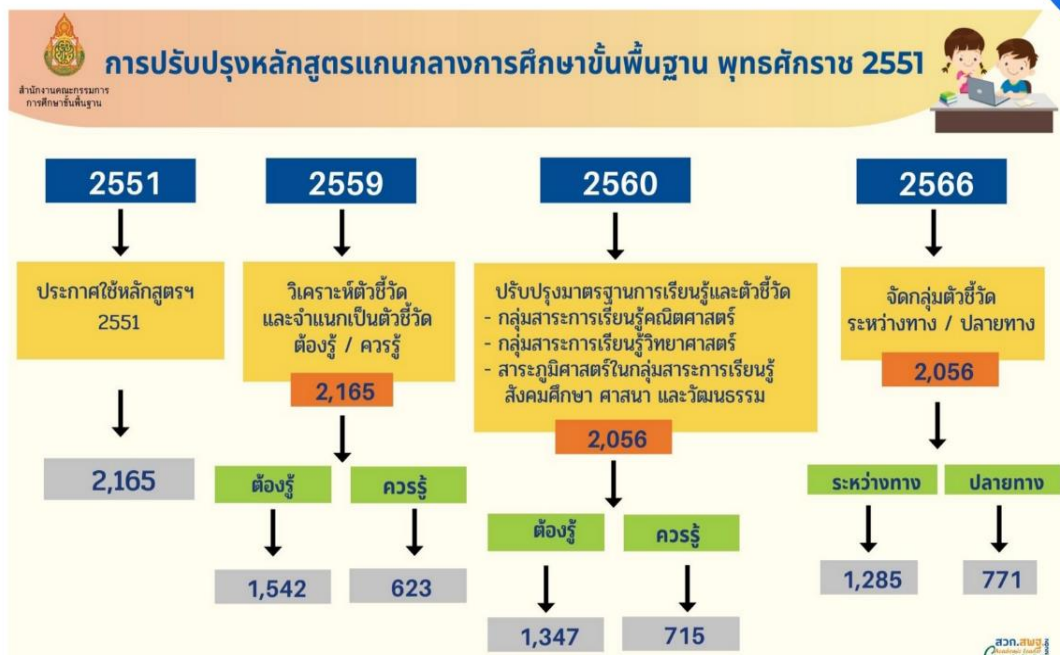 สำนักงานคณะกรรมการ
การศึกษาขั้นพื้นฐาน
การปรับปรุงหลักสูตรแกนกลางการศึกษาขั้นพื้นฐาน พุทธศักราช 2551
2551
ประกาศใช้หลักสูตรฯ
2551
2,165
2559
วิเคราะห์ตัวชี้วัด
และจำแนกเป็นตัวชี้วัด
ต้องรู้ / ควรรู้
2,165
ต้องรู้
ควรรู้
1,542
623
2560
ปรับปรุงมาตรฐานการเรียนรู้และตัวชี้วัด
- กลุ่มสาระการเรียนรู้คณิตศาสตร์
- กลุ่มสาระการเรียนรู้วิทยาศาสตร์
- สาระภูมิศาสตร์ในกลุ่มสาระการเรียนรู้
สังคมศึกษา ศาสนา และวัฒนธรรม
2,056
ต้องรู้
ควรรู้
1,347
715
2566
จัดกลุ่มตัวชี้วัด
ระหว่างทาง / ปลายทาง
2,056
ระหว่างทาง
ปลายทาง
1,285
771
สวก.สพฐ